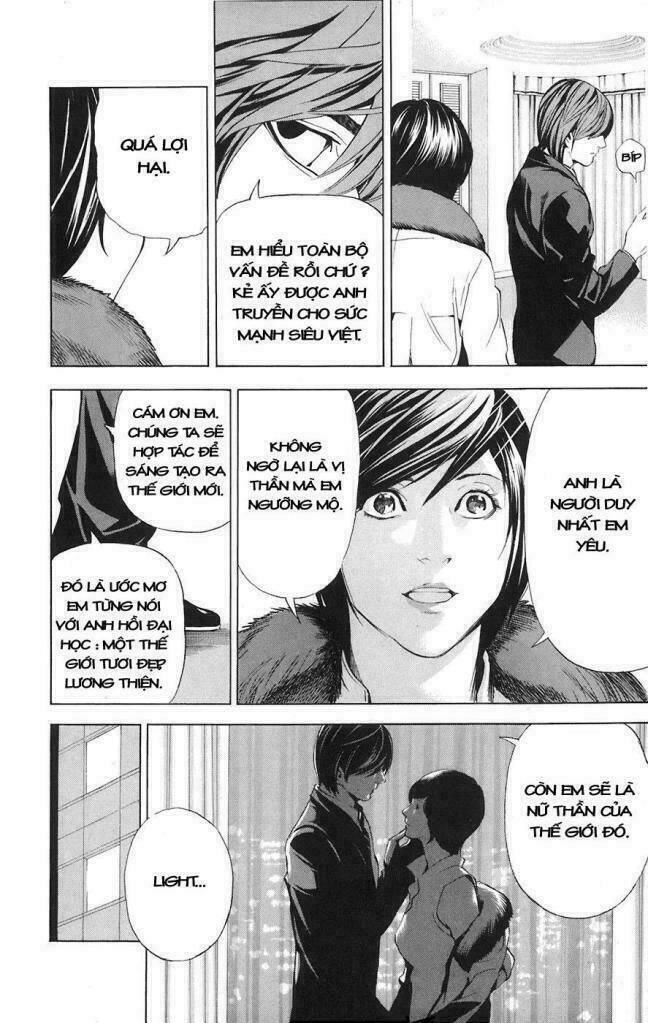 BÍP
EM HIỂU TOÀN BỘ
VẤN ĐỀ RỒI CHỨ ?
KẺ ẤY ĐƯỢC ANH
TRUYỀN CHO SỨC
MẠNH SIÊU VIỆT.
QUÁ LỢI
HẠI.
ANH LÀ
NGƯỜI DUY
NHẤT EM
YÊU.
KHÔNG
NGỜ LẠI LÀ VỊ
THẦN MÀ EM
NGƯỠNG MỘ.
CÁM ƠN EM.
CHÚNG TA SẼ
HỢP TÁC ĐỂ
SÁNG TẠO RA
THẾ GIỚI MỚI.
ĐÓ LÀ ƯỚC MƠ
EM TỪNG NÓI
VỚI ANH HỒI ĐẠI
HỌC : MỘT THẾ
GIỚI TƯƠI ĐẸP
LƯƠNG THIỆN.
CÒN EM SẼ LÀ
NỮ THẦN CỦA
THẾ GIỚI ĐÓ.
LIGHT...